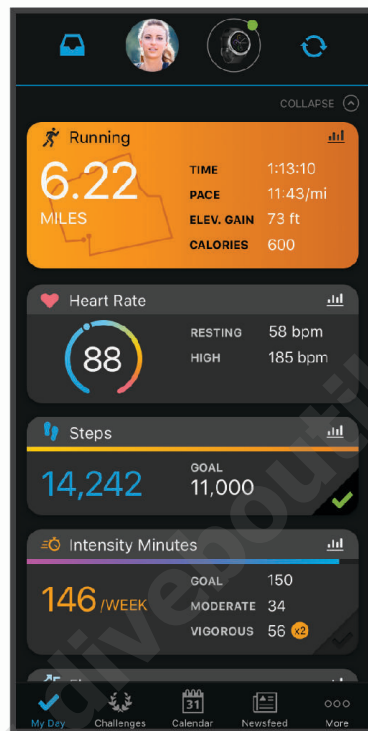 COLLAPSE
Running
6.22
MILES
TIME 1:13:10
PACE 11:43/mi
ELEV. GAIN 73 ft
CALORIES 600
Heart Rate
88
RESTING 58 bpm
HIGH 185 bpm
Steps
14,242
GOAL
11,000
Intensity Minutes
146 /WEEK
GOAL 150
MODERATE 34
VIGOROUS 56 x2
31
My Day Challenges Calendar Newsfeed More
diveboutik